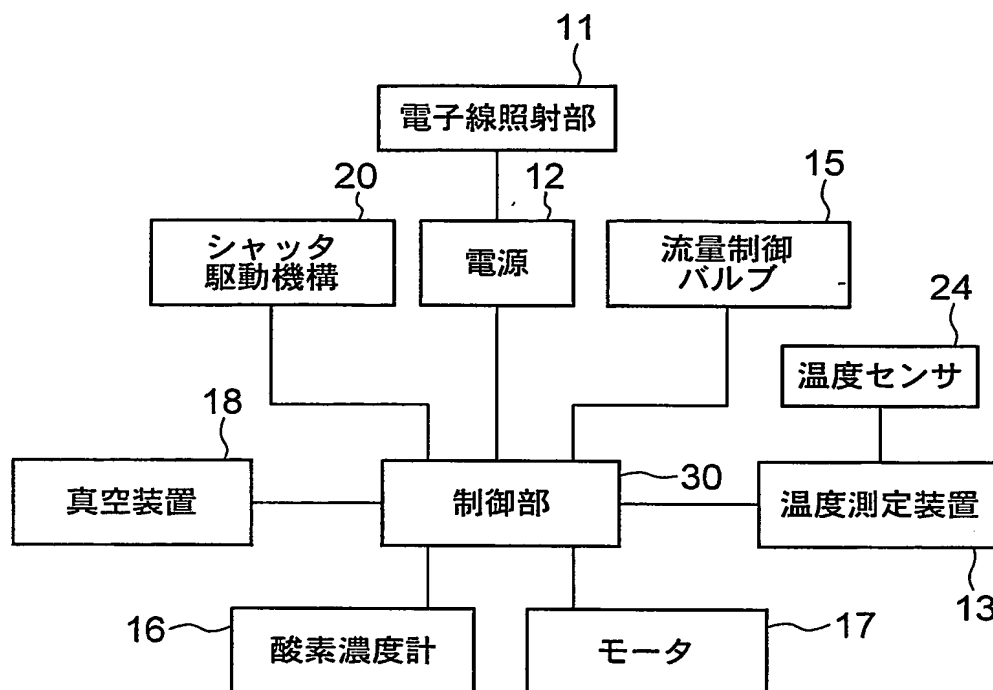 11
電子線照射部
20
12
15
シャッタ
駆動機構
電源
流量制御
バルブ
24
温度センサ
18
真空装置
制御部
30
温度測定装置
13
16
酸素濃度計
モータ
17